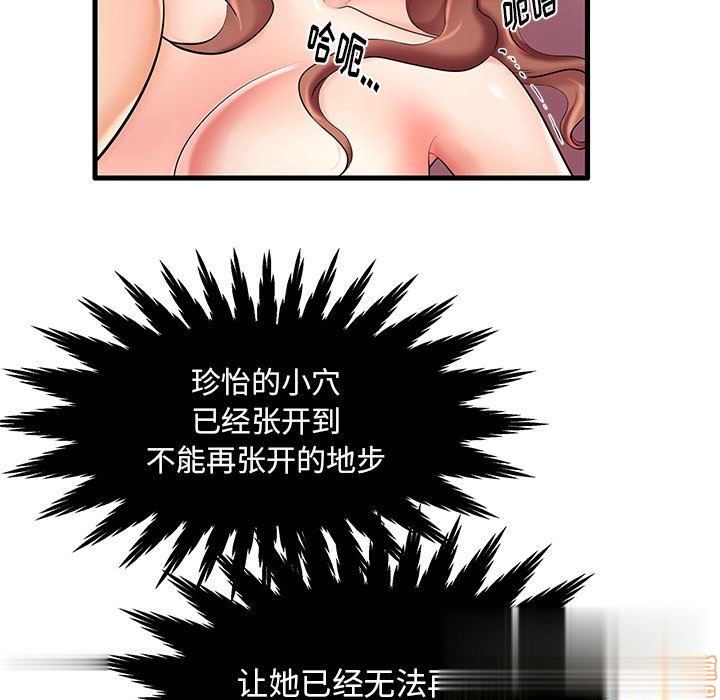 哈呃...
呃哈
珍怡的小穴
已经张开到
不能再张开的地步
让她已经无法